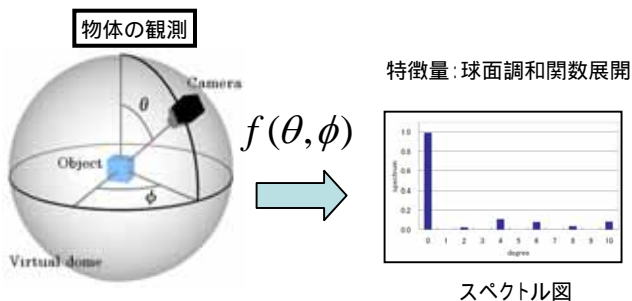 物体の観測
Camera
θ
Object
ϕ
Virtual dome
f(θ,ϕ)
特徴量:球面調和関数展開
spectrum
1.0
0.8
0.6
0.4
0.2
0.0
0 1 2 3 4 5 6 7 8 9 10
degree
スペクトル図